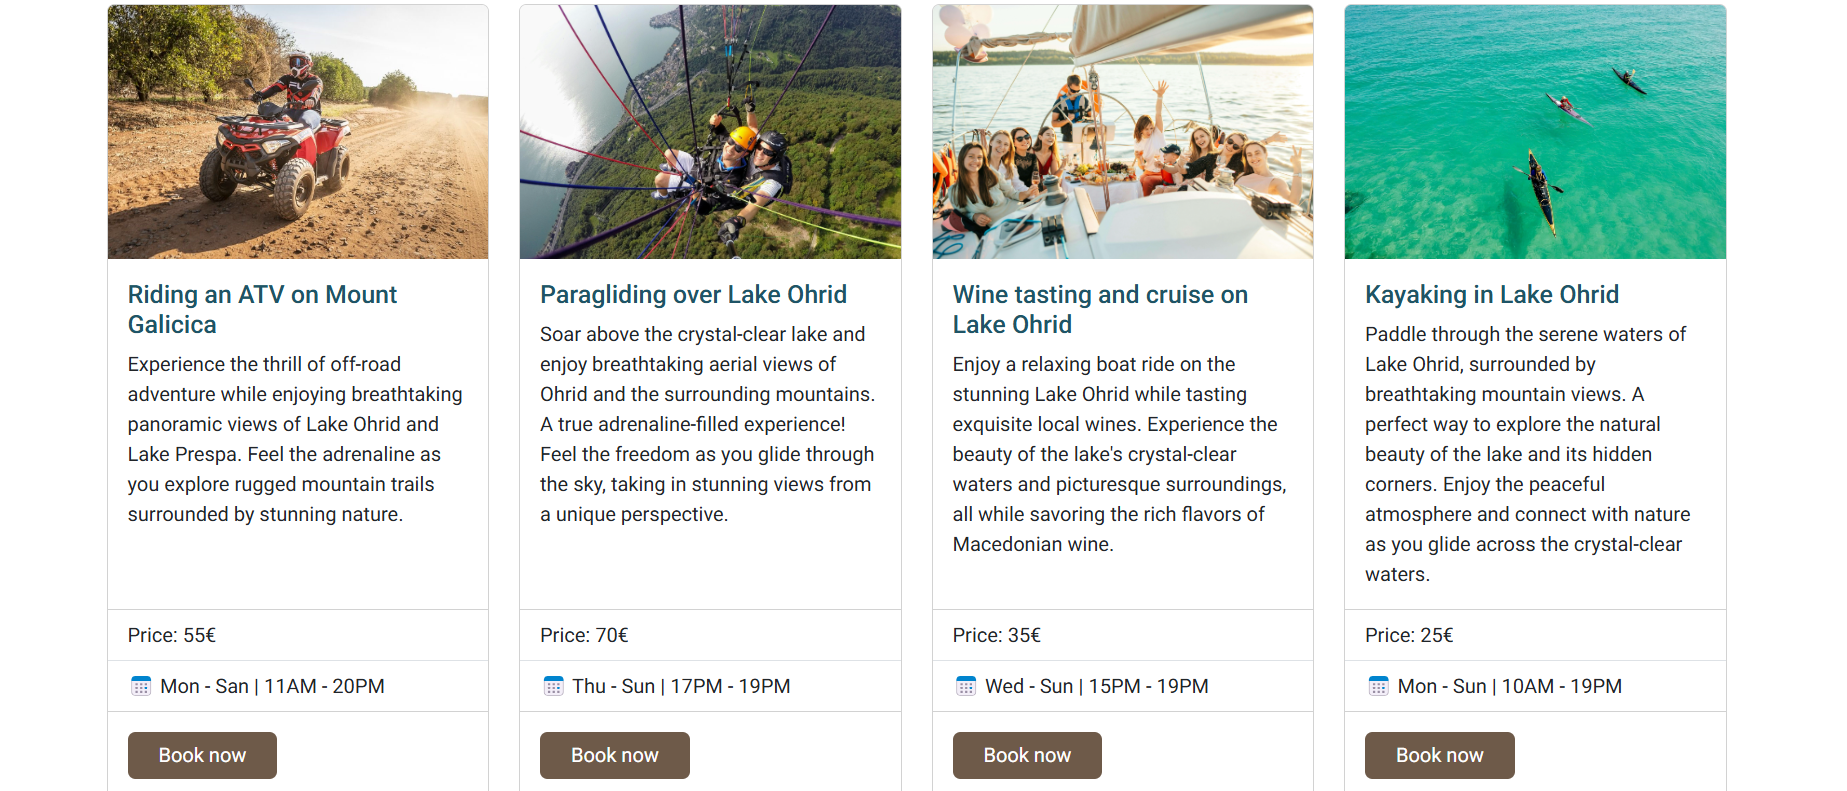 Riding an ATV on Mount
Galicica
Experience the thrill of off-road
adventure while enjoying breathtaking
panoramic views of Lake Ohrid and
Lake Prespa. Feel the adrenaline as
you explore rugged mountain trails
surrounded by stunning nature.
Price: 55€
Mon - San | 11AM - 20PM
Book now
Paragliding over Lake Ohrid
Soar above the crystal-clear lake and
enjoy breathtaking aerial views of
Ohrid and the surrounding mountains.
A true adrenaline-filled experience!
Feel the freedom as you glide through
the sky, taking in stunning views from
a unique perspective.
Price: 70€
Thu - Sun | 17PM - 19PM
Book now
Wine tasting and cruise on
Lake Ohrid
Enjoy a relaxing boat ride on the
stunning Lake Ohrid while tasting
exquisite local wines. Experience the
beauty of the lake's crystal-clear
waters and picturesque surroundings,
all while savoring the rich flavors of
Macedonian wine.
Price: 35€
Wed - Sun | 15PM - 19PM
Book now
Kayaking in Lake Ohrid
Paddle through the serene waters of
Lake Ohrid, surrounded by
breathtaking mountain views. A
perfect way to explore the natural
beauty of the lake and its hidden
corners. Enjoy the peaceful
atmosphere and connect with nature
as you glide across the crystal-clear
waters.
Price: 25€
Mon - Sun | 10AM - 19PM
Book now